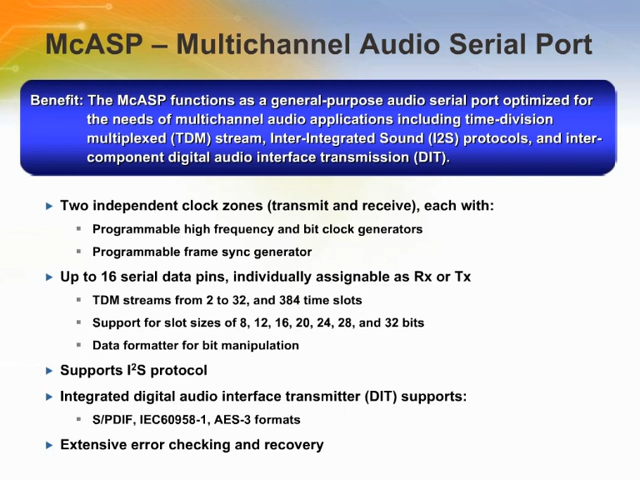 McASP – Multichannel Audio Serial Port
Benefit: The McASP functions as a general-purpose audio serial port optimized for
the needs of multichannel audio applications including time-division
multiplexed (TDM) stream, Inter-Integrated Sound (I2S) protocols, and inter-
component digital audio interface transmission (DIT).
Two independent clock zones (transmit and receive), each with:
Programmable high frequency and bit clock generators
Programmable frame sync generator
Up to 16 serial data pins, individually assignable as Rx or Tx
TDM streams from 2 to 32, and 384 time slots
Support for slot sizes of 8, 12, 16, 20, 24, 28, and 32 bits
Data formatter for bit manipulation
Supports I²S protocol
Integrated digital audio interface transmitter (DIT) supports:
S/PDIF, IEC60958-1, AES-3 formats
Extensive error checking and recovery